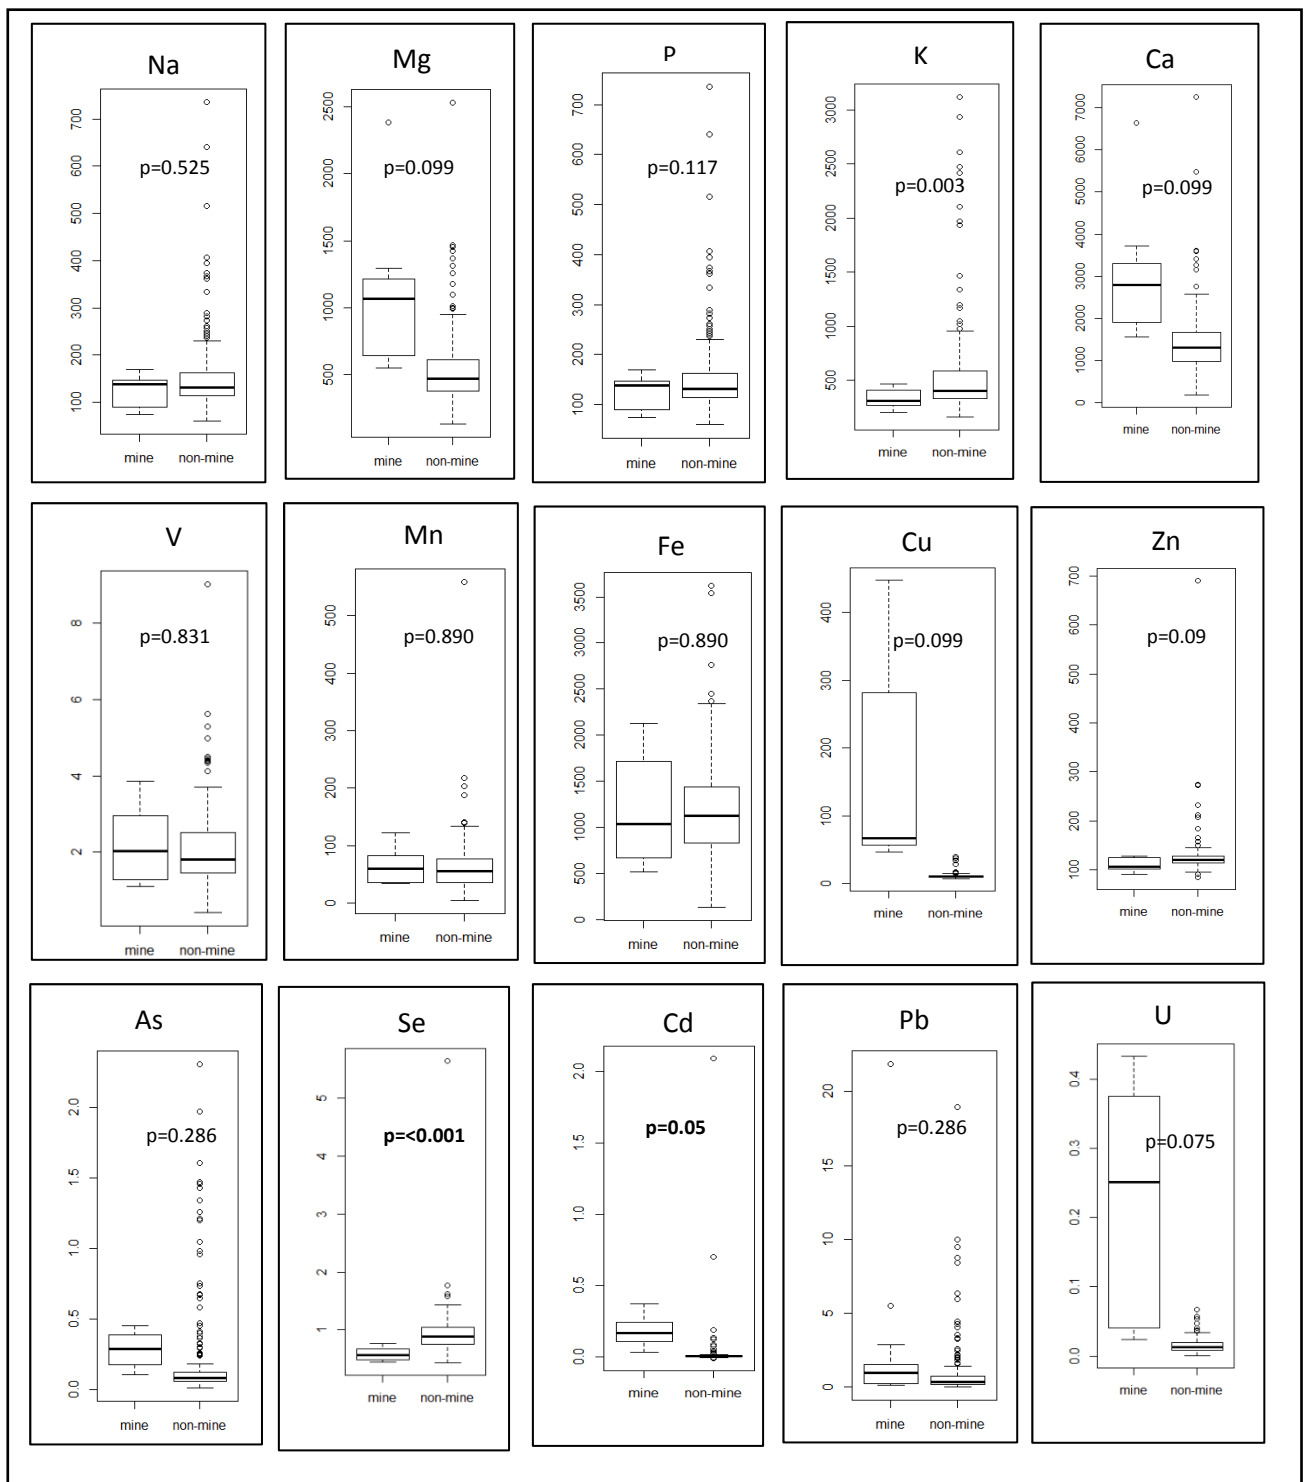 Na
700
600
500
400
300
200
100
p=0.525
mine non-mine
Mg
2500
2000
1500
1000
500
p=0.099
mine non-mine
P
700
600
500
400
300
200
100
p=0.117
mine non-mine
K
3000
2500
2000
1500
1000
500
p=0.003
mine non-mine
Ca
7000
6000
5000
4000
3000
2000
1000
0
p=0.099
mine non-mine
V
8
6
4
2
p=0.831
mine non-mine
Mn
500
400
300
200
100
0
p=0.890
mine non-mine
Fe
3500
3000
2500
2000
1500
1000
500
0
p=0.890
mine non-mine
Cu
400
300
200
100
0
p=0.099
mine non-mine
Zn
700
600
500
400
300
200
100
p=0.09
mine non-mine
As
2.0
1.5
1.0
0.5
0.0
p=0.286
mine non-mine
Se
5
4
3
2
1
p=<0.001
mine non-mine
Cd
2.0
1.5
1.0
0.5
0.0
p=0.05
mine non-mine
Pb
20
15
10
5
0
p=0.286
mine non-mine
U
0.4
0.3
0.2
0.1
0.0
p=0.075
mine non-mine